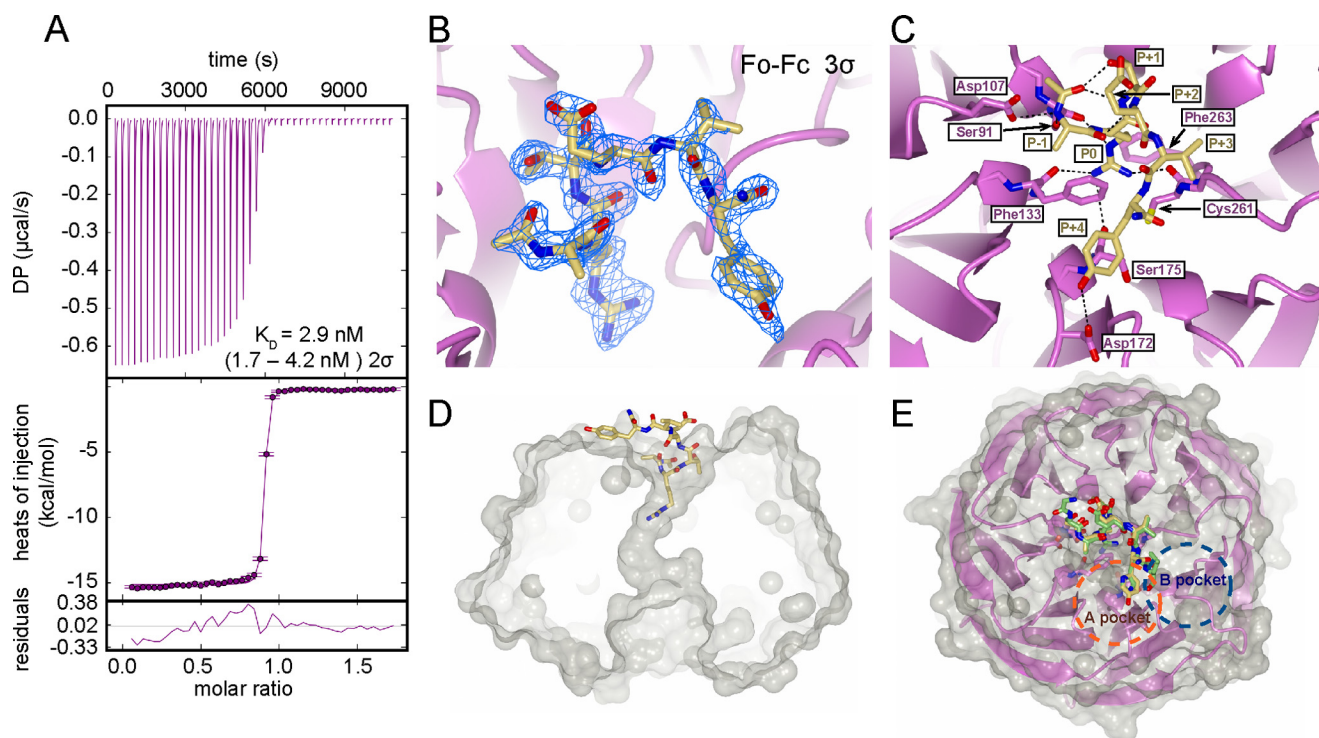 A
time (s)
0 3000 6000 9000
DP (µcal/s)
0.0
-0.1
-0.2
-0.3
-0.4
-0.5
-0.6
K_D = 2.9 nM
(1.7 – 4.2 nM ) 2σ
heats of injection
(kcal/mol)
-5
-10
-15
residuals
0.38
0.02
-0.33
0.0 0.5 1.0 1.5
molar ratio
B
Fo-Fc 3σ
C
P+1
Asp107
P+2
Phe263
Ser91
P-1
P0
P+3
Phe133
Cys261
P+4
Ser175
Asp172
D
E
B pocket
A pocket